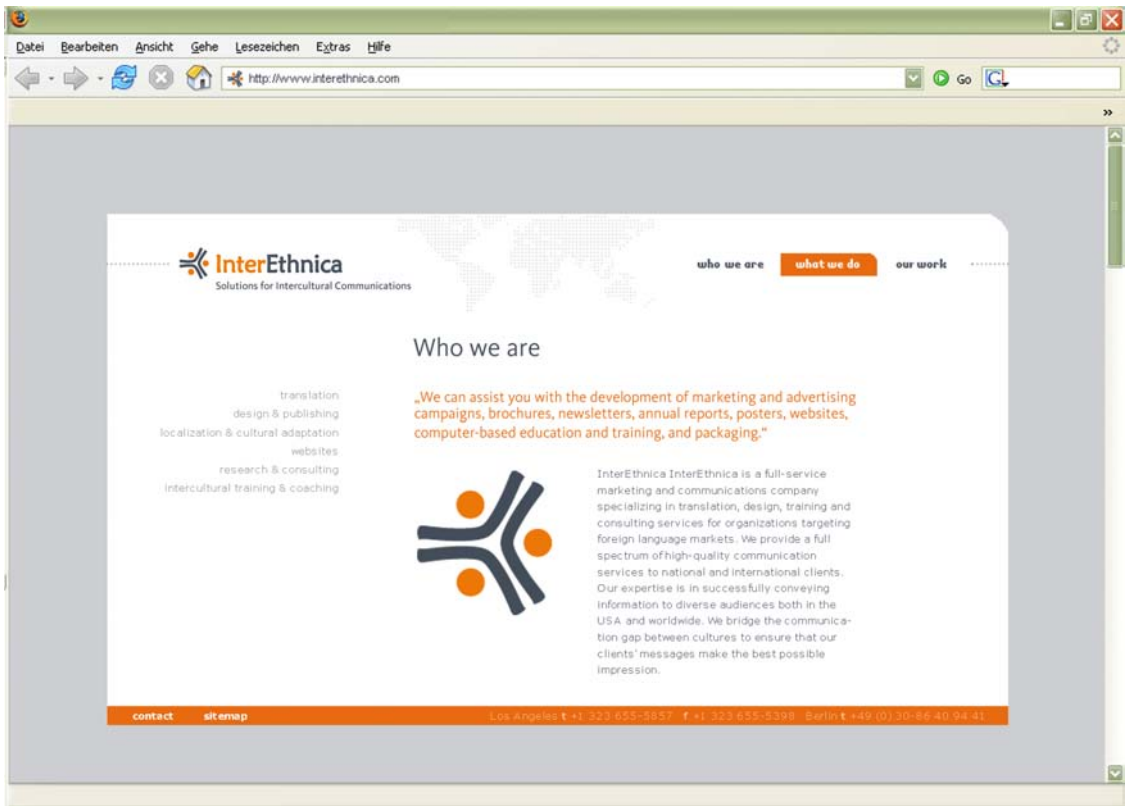 Datei Bearbeiten Ansicht Gehe Lesezeichen Extras Hilfe
http://www.interethnica.com
Go
G
»
InterEthnica
Solutions for Intercultural Communications
who we are what we do our work
Who we are
translation
design & publishing
localization & cultural adaptation
websites
research & consulting
intercultural training & coaching
„We can assist you with the development of marketing and advertising
campaigns, brochures, newsletters, annual reports, posters, websites,
computer-based education and training, and packaging.“
InterEthnica InterEthnica is a full-service
marketing and communications company
specializing in translation, design, training and
consulting services for organizations targeting
foreign language markets. We provide a full
spectrum of high-quality communication
services to national and international clients.
Our expertise is in successfully conveying
information to diverse audiences both in the
USA and worldwide. We bridge the communica-
tion gap between cultures to ensure that our
clients' messages make the best possible
impression.
contact sitemap Los Angeles t +1 323 655-5857 f +1 323 655-5398 Berlin t +49 (0) 30-86 40 94 41